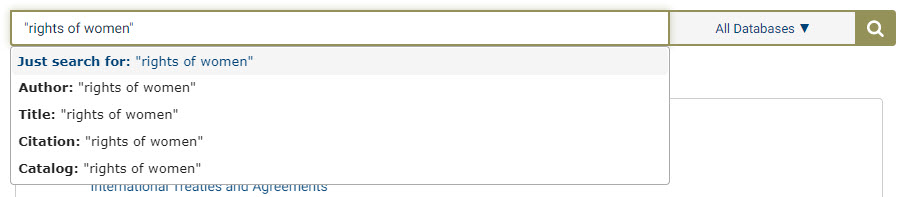 "rights of women"
All Databases ▼
Just search for: "rights of women"
Author: "rights of women"
Title: "rights of women"
Citation: "rights of women"
Catalog: "rights of women"
International Treaties and Agreements